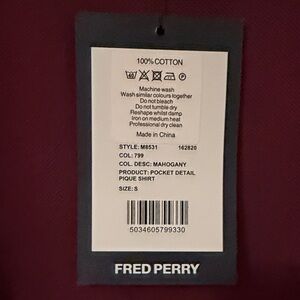 100% COTTON
Machine wash
Wash similar colours together
Do not bleach
Do not tumble dry
Reshape whilst damp
Iron on medium heat
Professional dry clean
Made in China
STYLE: M8531 162820
COL: 799
COL. DESC: MAHOGANY
PRODUCT: POCKET DETAIL
PIQUE SHIRT
SIZE: S
5034605799330
FRED PERRY